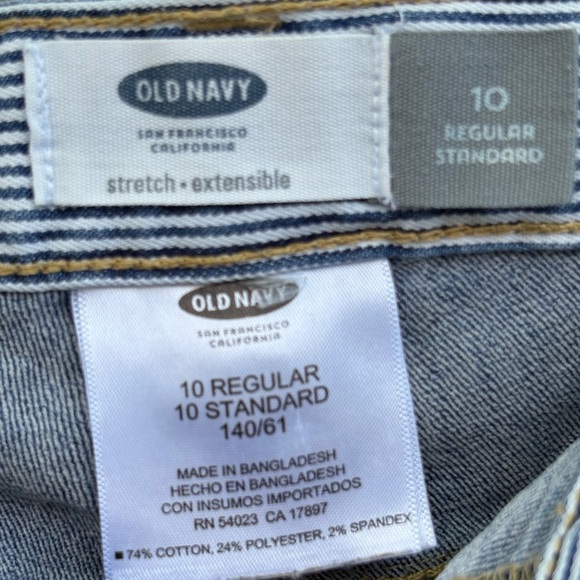 OLD NAVY
SAN FRANCISCO
CALIFORNIA
stretch • extensible
10
REGULAR
STANDARD
OLD NAVY
SAN FRANCISCO
CALIFORNIA
10 REGULAR
10 STANDARD
140/61
MADE IN BANGLADESH
HECHO EN BANGLADESH
CON INSUMOS IMPORTADOS
RN 54023 CA 17897
■ 74% COTTON, 24% POLYESTER, 2% SPANDEX